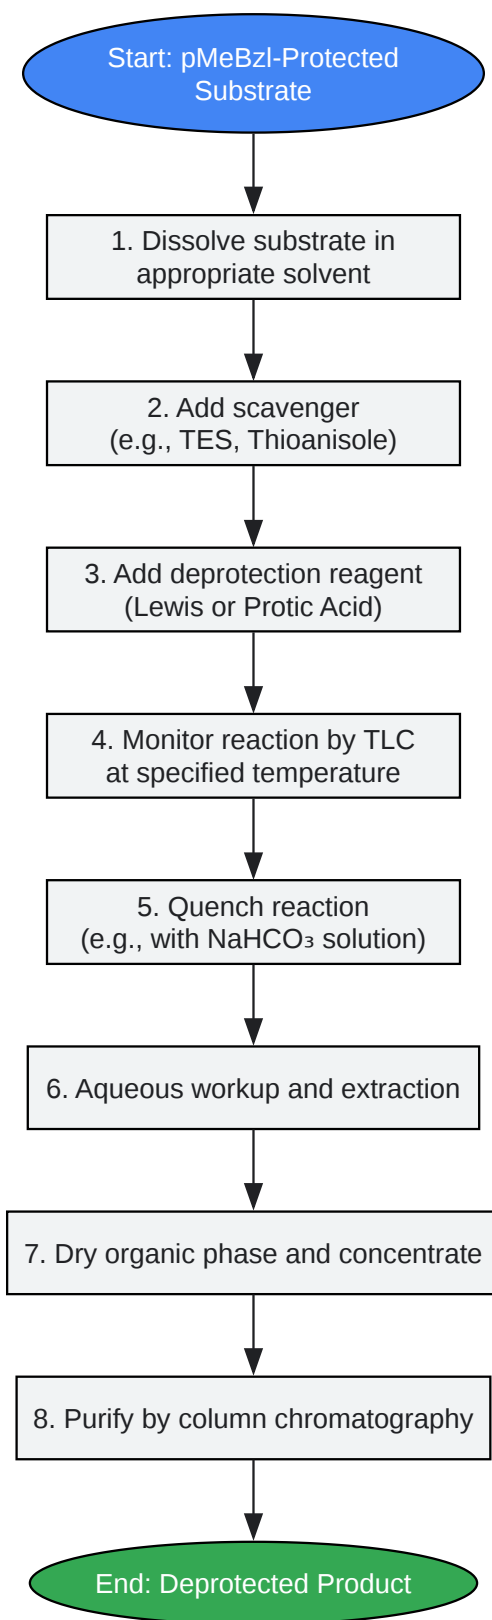 Start: pMeBzl-Protected
Substrate
1. Dissolve substrate in
appropriate solvent
2. Add scavenger
(e.g., TES, Thioanisole)
3. Add deprotection reagent
(Lewis or Protic Acid)
4. Monitor reaction by TLC
at specified temperature
5. Quench reaction
(e.g., with NaHCO₃ solution)
6. Aqueous workup and extraction
7. Dry organic phase and concentrate
8. Purify by column chromatography
End: Deprotected Product